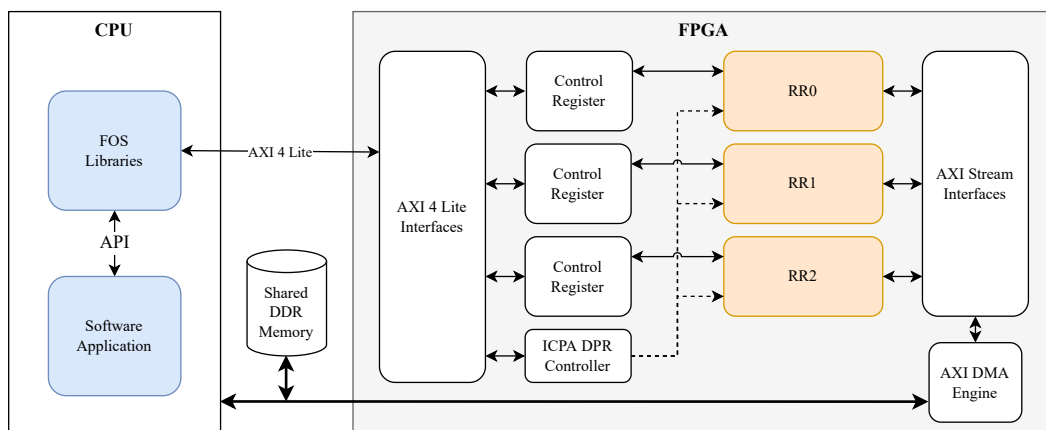 CPU
FPGA
FOS
Libraries
API
Software
Application
AXI 4 Lite
Shared
DDR
Memory
AXI 4 Lite
Interfaces
Control
Register
Control
Register
Control
Register
ICPA DPR
Controller
RR0
RR1
RR2
AXI Stream
Interfaces
AXI DMA
Engine